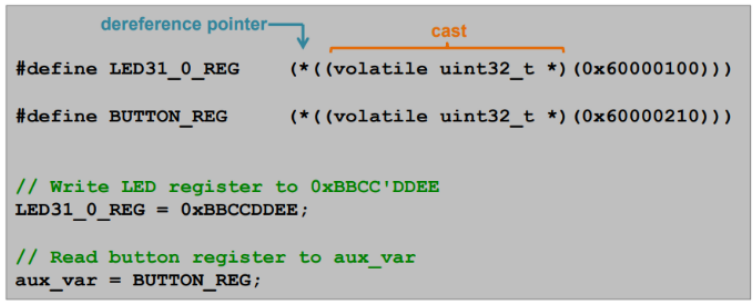 dereference pointer
cast
#define LED31_0_REG (*((volatile uint32_t *)(0x60000100)))
#define BUTTON_REG (*((volatile uint32_t *)(0x60000210)))
// Write LED register to 0xBBCC'DDEE
LED31_0_REG = 0xBBCCDDEE;
// Read button register to aux_var
aux_var = BUTTON_REG;